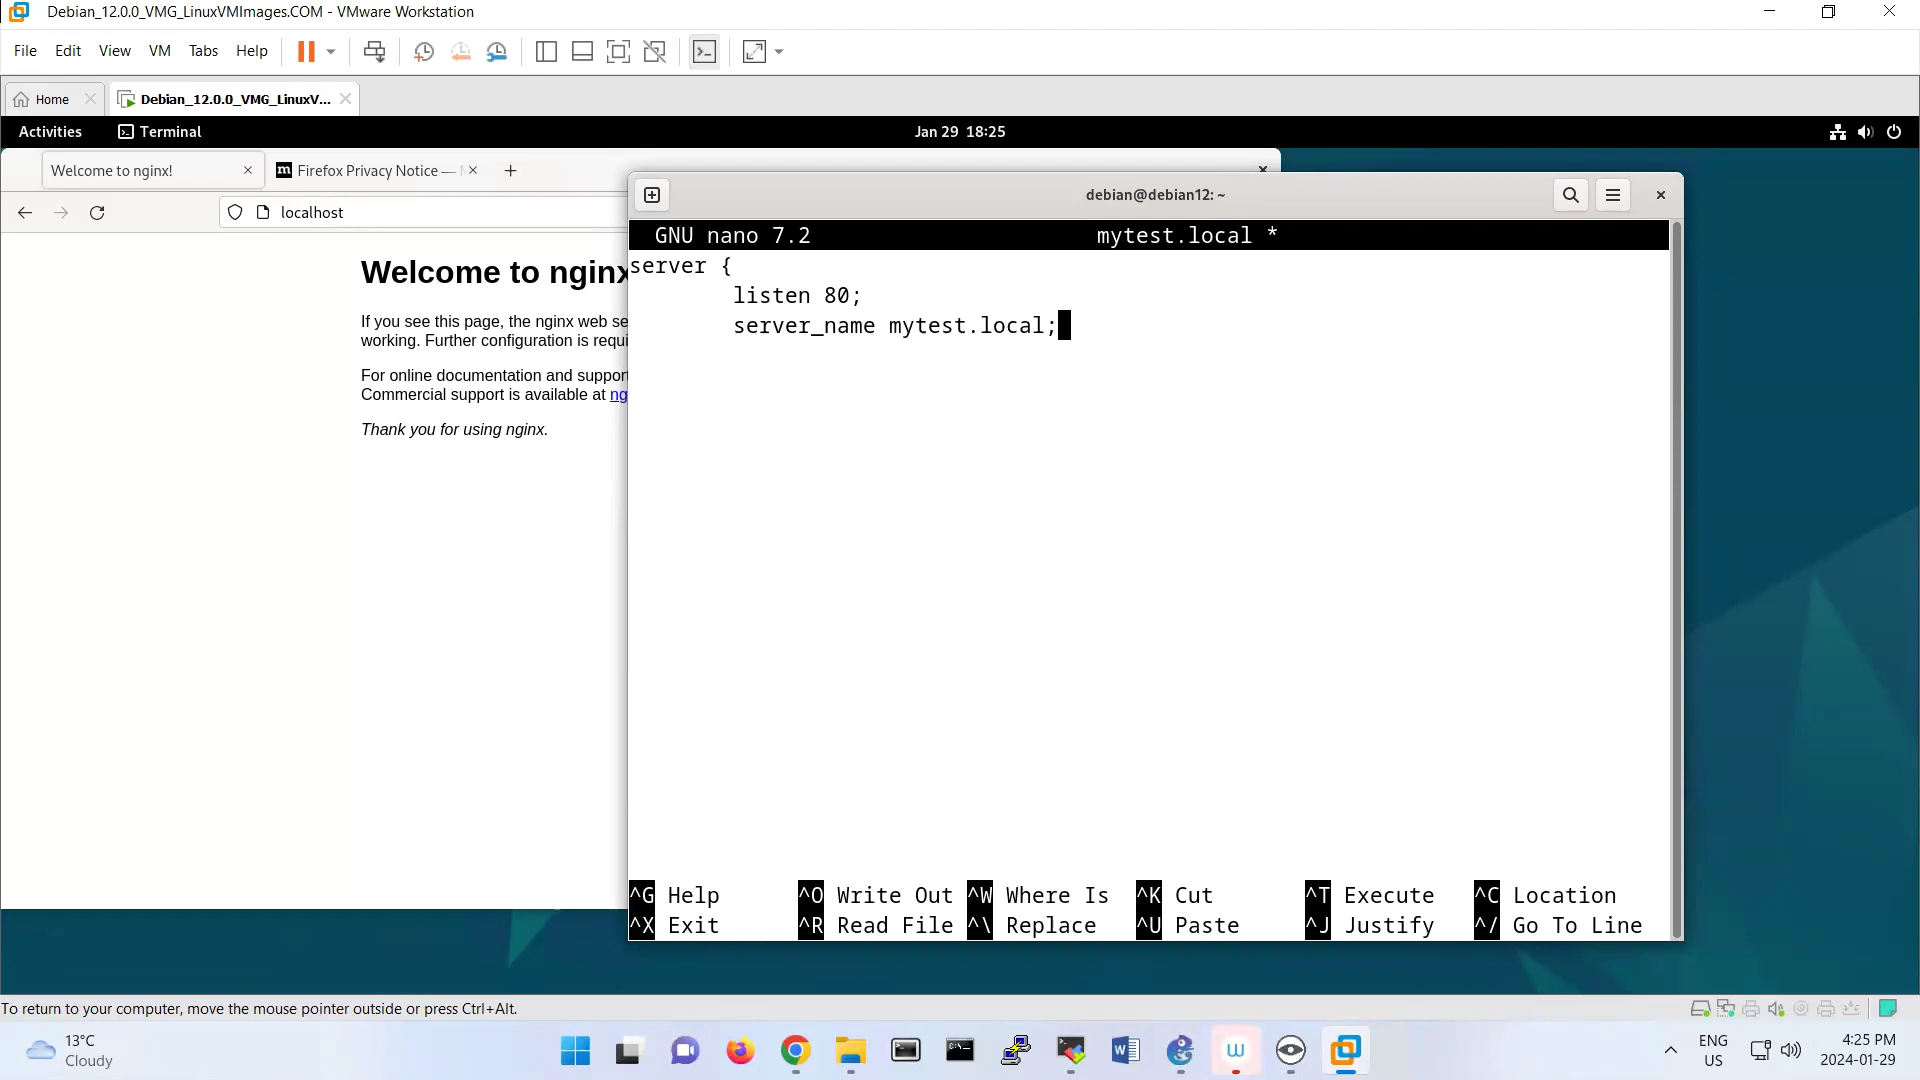 Debian_12.0.0_VMG_LinuxVMImages.COM - VMware Workstation
File Edit View VM Tabs Help
Home
Debian_12.0.0_VMG_LinuxV...
Activities
Terminal
Jan 29 18:25
Welcome to nginx!
Firefox Privacy Notice —
localhost
Welcome to nginx
If you see this page, the nginx web se
working. Further configuration is requi
For online documentation and support
Commercial support is available at ng
Thank you for using nginx.
debian@debian12: ~
GNU nano 7.2 mytest.local *
server {
listen 80;
server_name mytest.local;
^G Help ^O Write Out ^W Where Is ^K Cut ^T Execute ^C Location
^X Exit ^R Read File ^\ Replace ^U Paste ^J Justify ^/ Go To Line
To return to your computer, move the mouse pointer outside or press Ctrl+Alt.
13°C
Cloudy
ENG
US
4:25 PM
2024-01-29